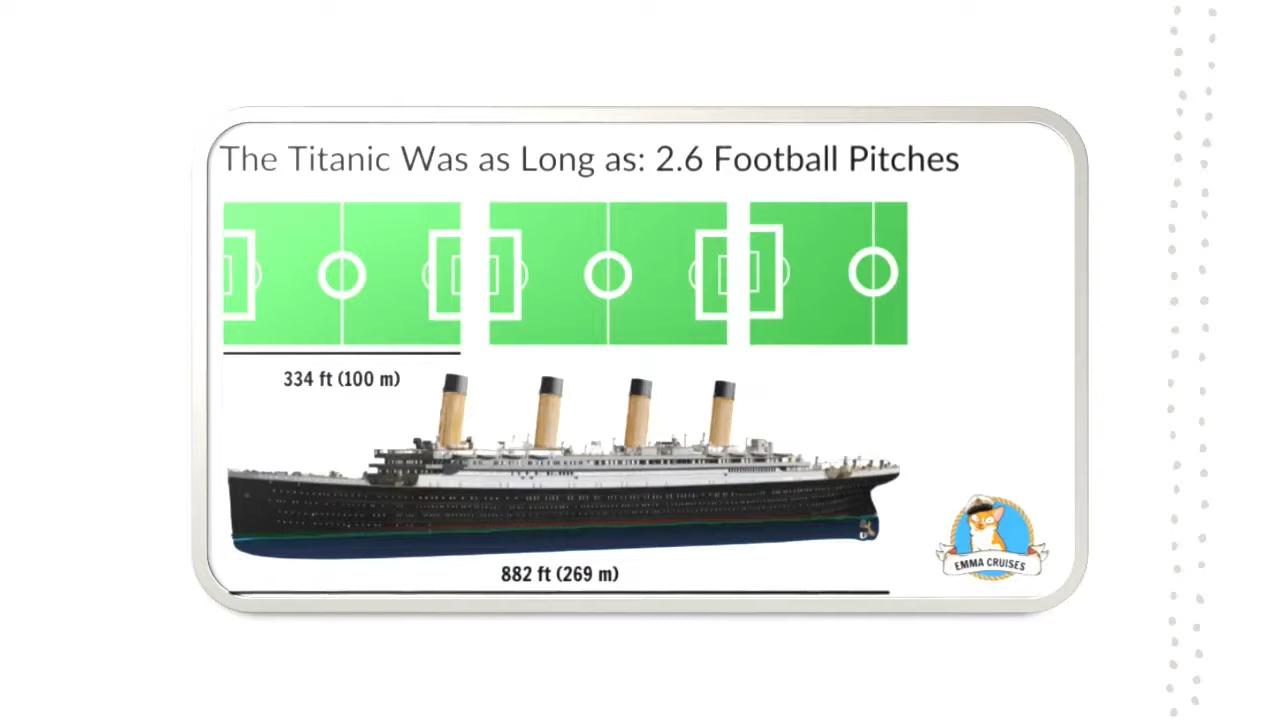 The Titanic Was as Long as: 2.6 Football Pitches
334 ft (100 m)
882 ft (269 m)
EMMA CRUISES